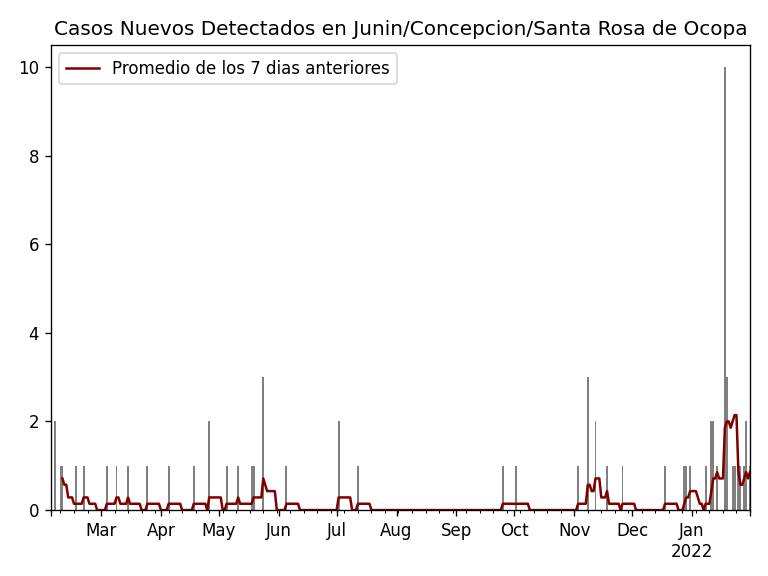 Casos Nuevos Detectados en Junin/Concepcion/Santa Rosa de Ocopa
Promedio de los 7 dias anteriores
10
8
6
4
2
0
Mar Apr May Jun Jul Aug Sep Oct Nov Dec Jan
2022